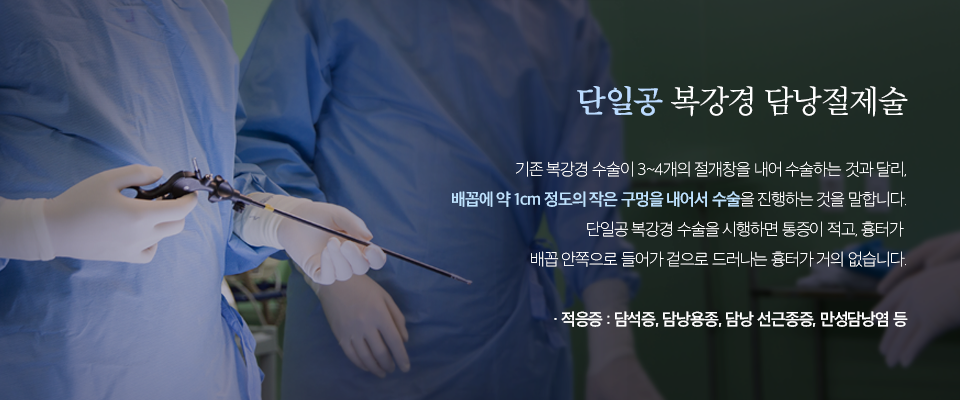 단일공 복강경 담낭절제술
기존 복강경 수술이 3~4개의 절개창을 내어 수술하는 것과 달리,
배꼽에 약 1cm 정도의 작은 구멍을 내어서 수술을 진행하는 것을 말합니다.
단일공 복강경 수술을 시행하면 통증이 적고, 흉터가
배꼽 안쪽으로 들어가 겉으로 드러나는 흉터가 거의 없습니다.
· 적응증 : 담석증, 담낭용종, 담낭 선근종증, 만성담낭염 등